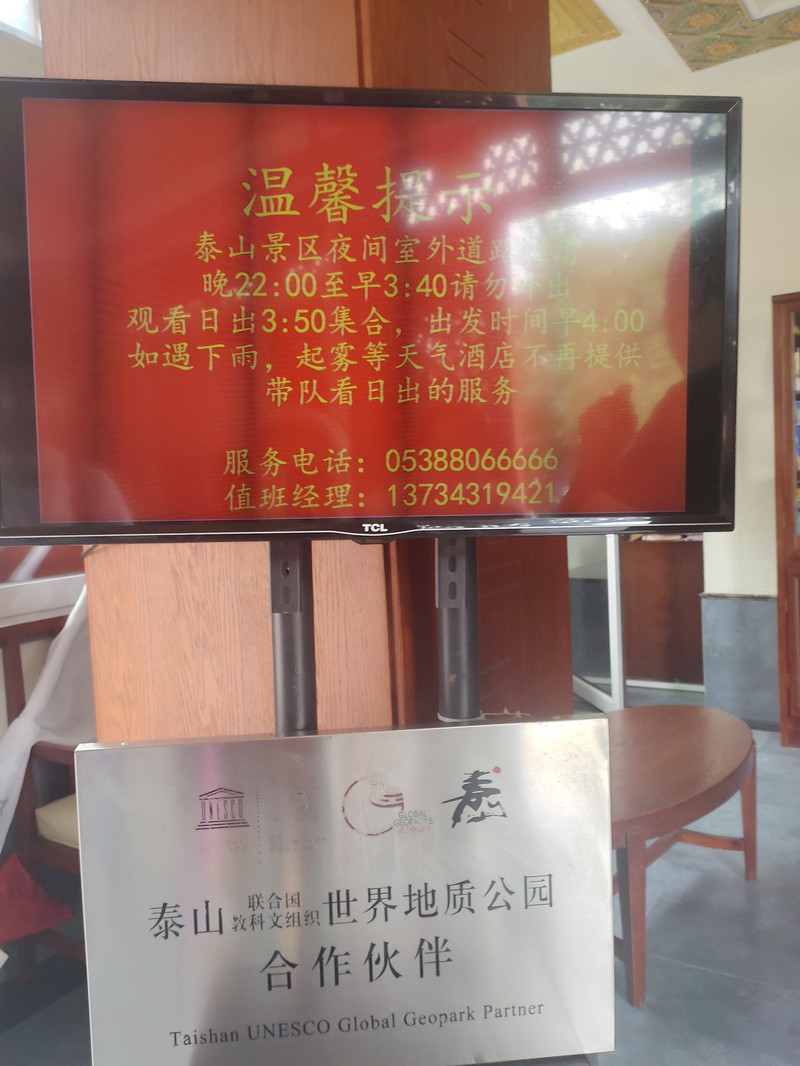 温馨提示
泰山景区夜间室外道路
晚22:00至早3:40请勿外出
观看日出3:50集合，出发时间早4:00
如遇下雨，起雾等天气酒店不再提供
带队看日出的服务
服务电话：05388066666
值班经理：13734319421
TCL
UNESCO
GLOBAL
GEOPARKS
NETWORK
泰
泰山联合国教科文组织世界地质公园
合作伙伴
Taishan UNESCO Global Geopark Partner